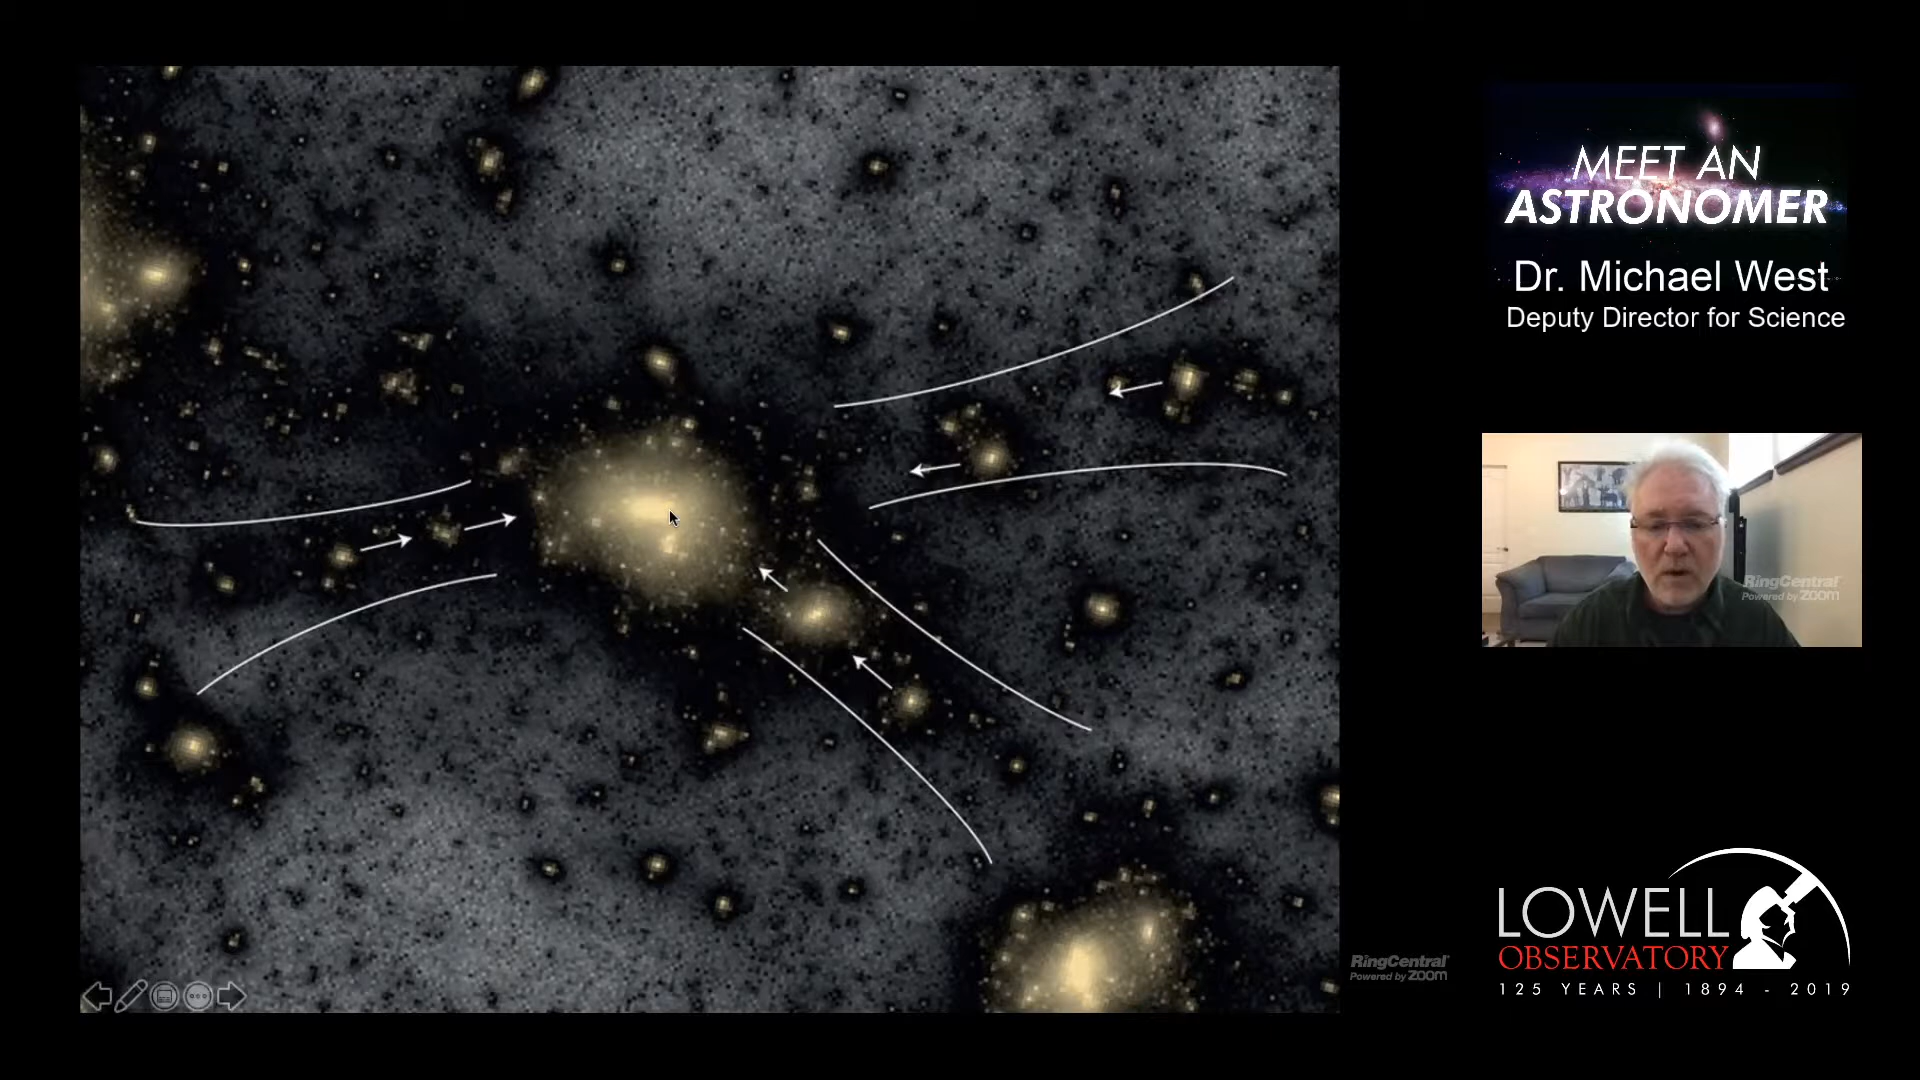 MEET AN
ASTRONOMER
Dr. Michael West
Deputy Director for Science
RingCentral
Powered by zoom
RingCentral
Powered by zoom
LOWELL
OBSERVATORY
125 YEARS | 1894 - 2019